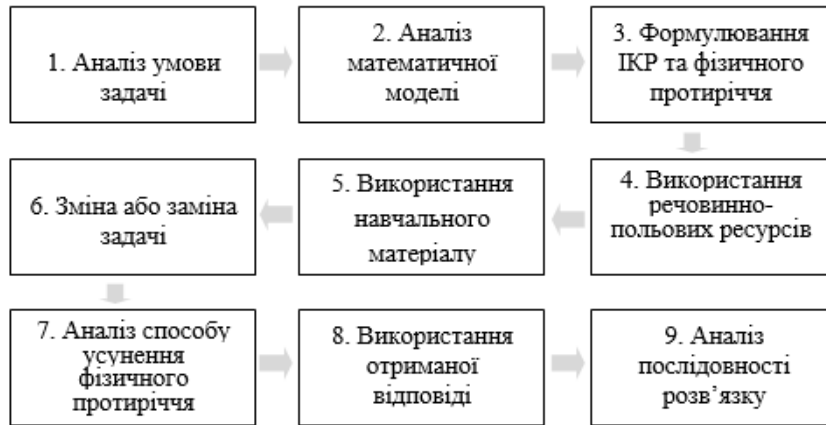 1. Аналіз умови
задачі
2. Аналіз
математичної
моделі
3. Формулювання
ІКР та фізичного
протиріччя
4. Використання
речовинно-
польових ресурсів
5. Використання
навчального
матеріалу
6. Зміна або заміна
задачі
7. Аналіз способу
усунення
фізичного
протиріччя
8. Використання
отриманої
відповіді
9. Аналіз
послідовності
розв’язку